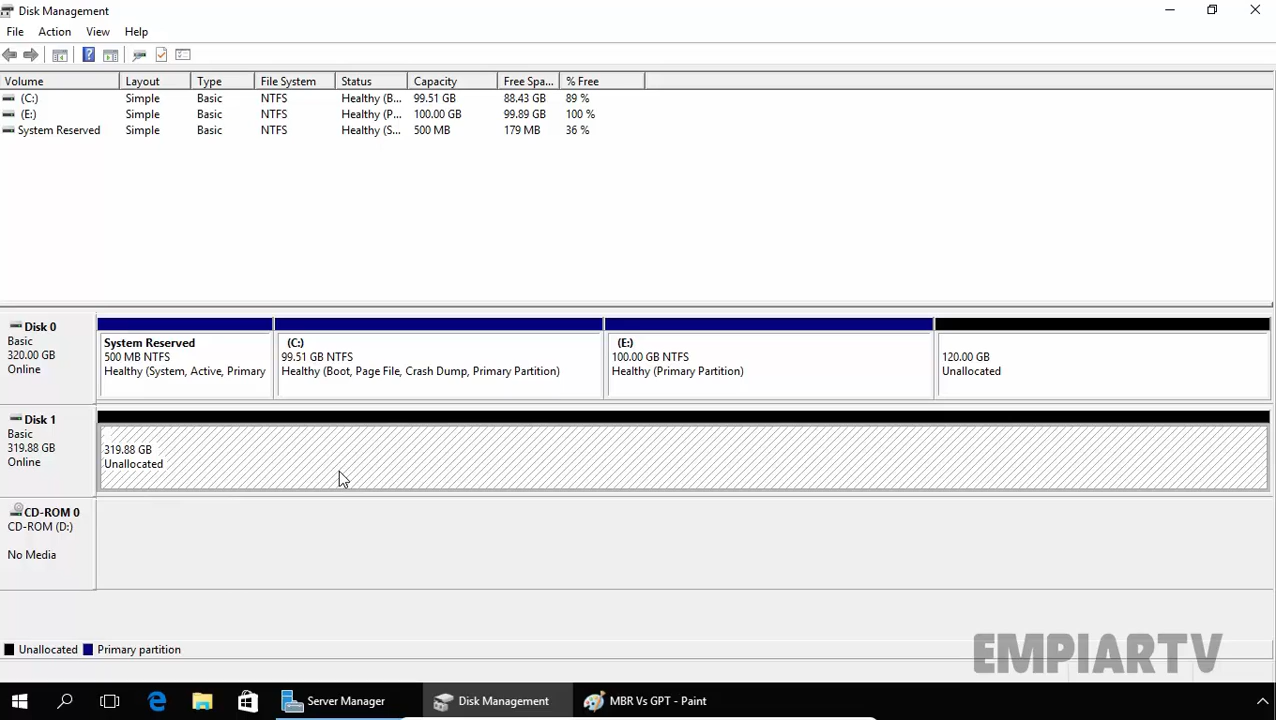 Disk Management
File Action View Help
Volume Layout Type File System Status Capacity Free Spa... % Free
(C:) Simple Basic NTFS Healthy (B... 99.51 GB 88.43 GB 89 %
(E:) Simple Basic NTFS Healthy (P... 100.00 GB 99.89 GB 100 %
System Reserved Simple Basic NTFS Healthy (S... 500 MB 179 MB 36 %
Disk 0
Basic
320.00 GB
Online
System Reserved
500 MB NTFS
Healthy (System, Active, Primary
(C:)
99.51 GB NTFS
Healthy (Boot, Page File, Crash Dump, Primary Partition)
(E:)
100.00 GB NTFS
Healthy (Primary Partition)
120.00 GB
Unallocated
Disk 1
Basic
319.88 GB
Online
319.88 GB
Unallocated
CD-ROM 0
CD-ROM (D:)
No Media
Unallocated Primary partition
EMPIARTV
Server Manager Disk Management MBR Vs GPT - Paint